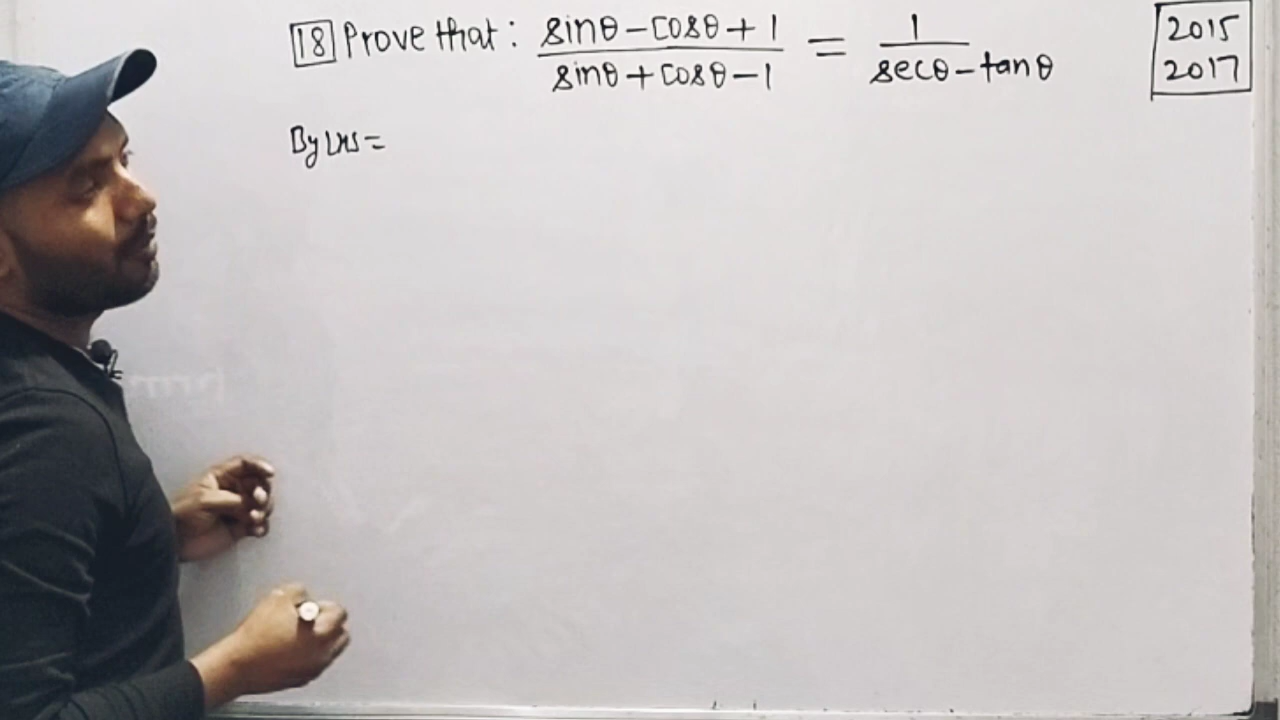 18 Prove that : sinθ - cosθ + 1 / sinθ + cosθ - 1 = 1 / secθ - tanθ
2015
2017
By LHS =